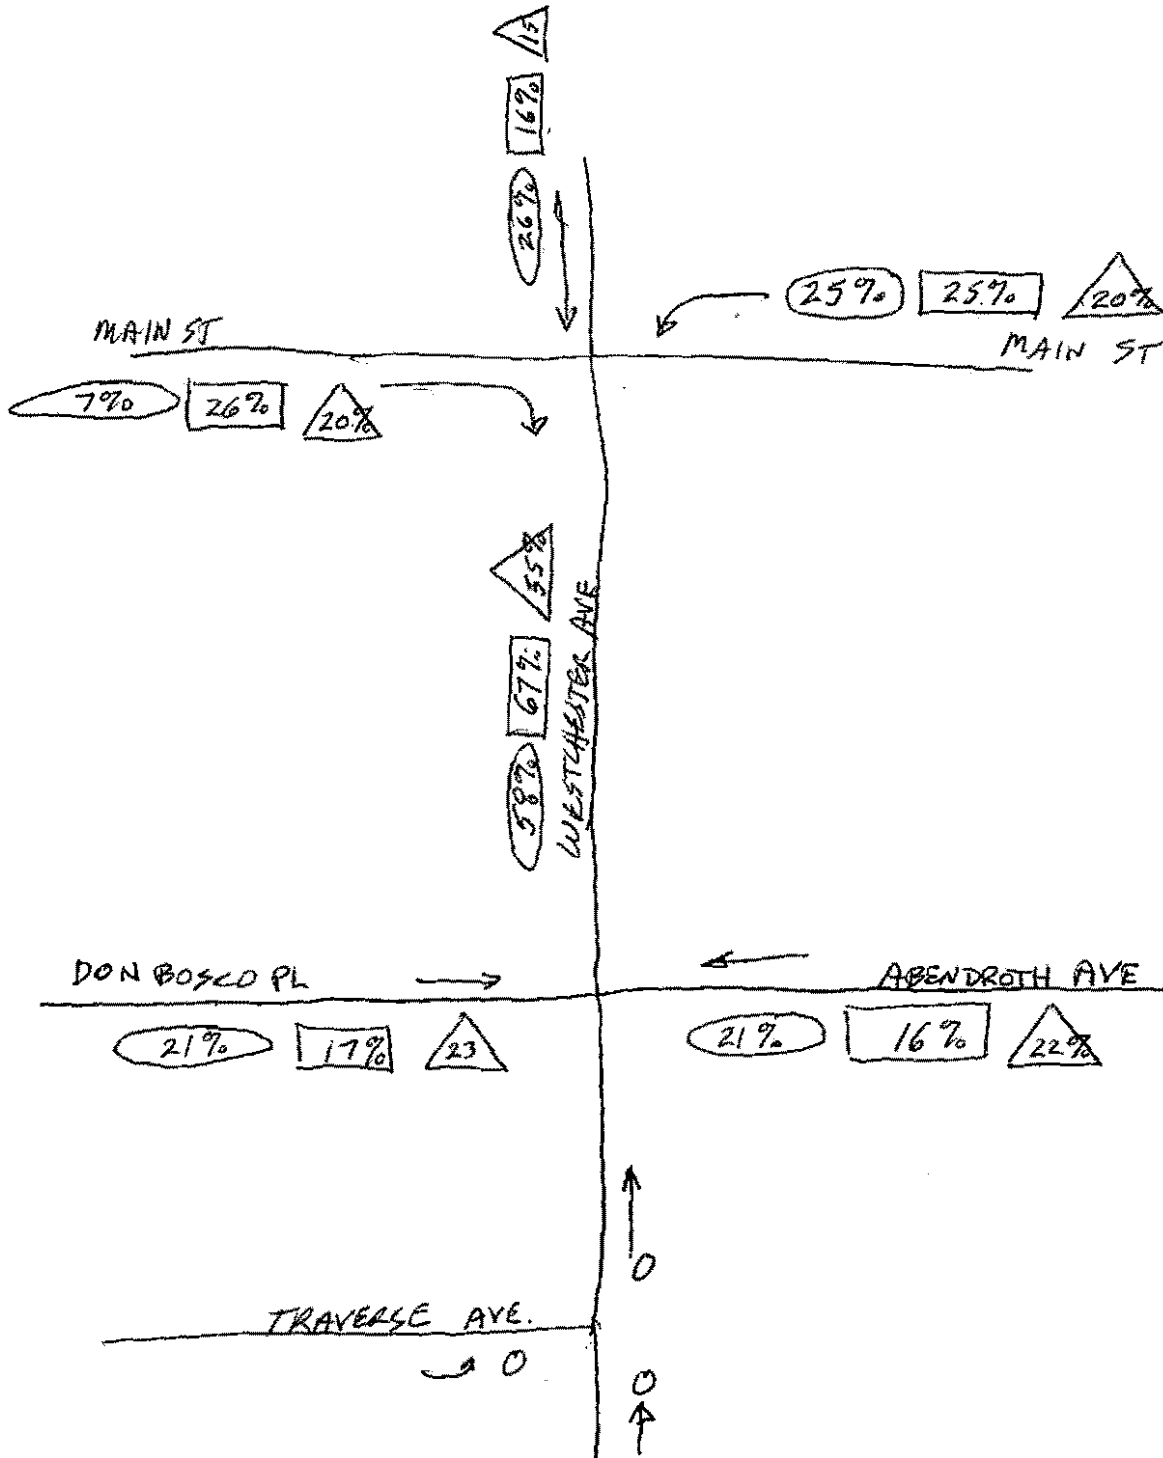 15
16%
26%
25% 25% 20%
MAIN ST
MAIN ST
7% 26% 20%
55%
67%
58%
WESTCHESTER AVE
DON BOSCO PL
ABENDROTH AVE
21% 17% 23
21% 16% 22%
0
TRAVERSE AVE.
0
0